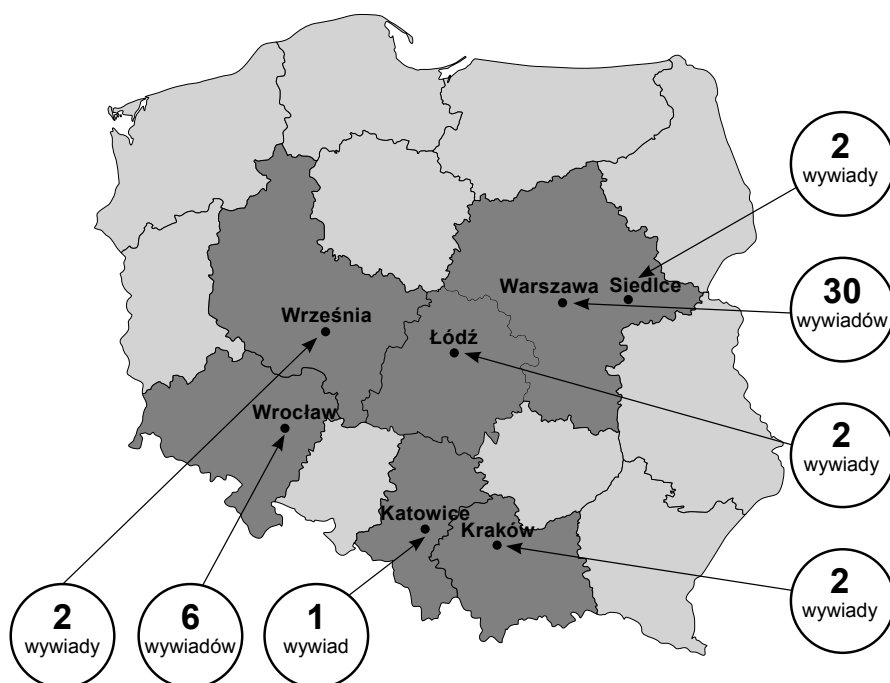 2
wywiady
Warszawa
Siedlce
30
wywiadów
Września
Łódź
Wrocław
2
wywiady
Katowice
Kraków
2
wywiady
2
wywiady
6
wywiadów
1
wywiad